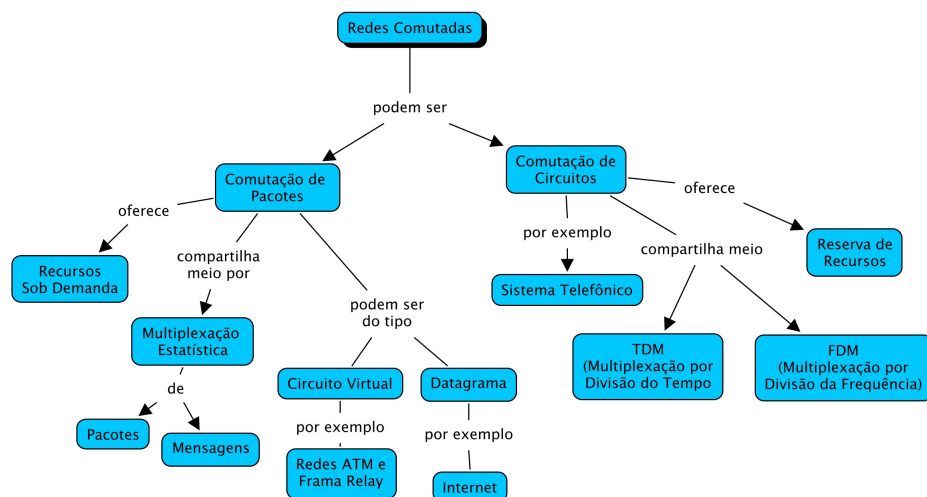 Redes Comutadas
podem ser
Comutação de
Pacotes
Comutação de
Circuitos
oferece
oferece
Recursos
Sob Demanda
compartilha
meio por
por exemplo
compartilha meio
Reserva de
Recursos
Sistema Telefônico
podem ser
do tipo
Multiplexação
Estatística
TDM
(Multiplexação por
Divisão do Tempo
FDM
(Multiplexação por
Divisão da Frequência)
de
Circuito Virtual
Datagrama
Pacotes
Mensagens
por exemplo
por exemplo
Redes ATM e
Frama Relay
Internet